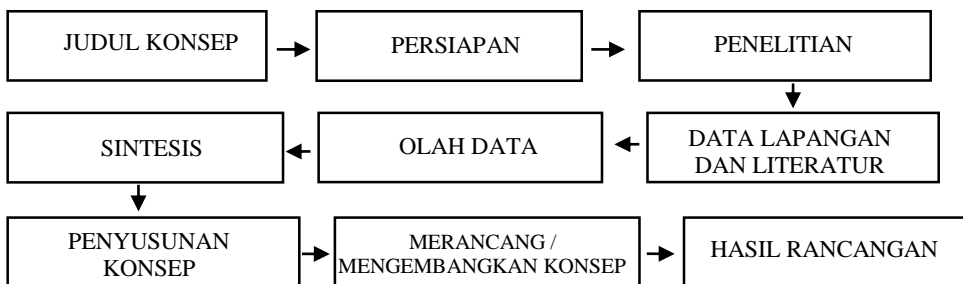 JUDUL KONSEP
PERSIAPAN
PENELITIAN
DATA LAPANGAN
DAN LITERATUR
OLAH DATA
SINTESIS
PENYUSUNAN
KONSEP
MERANCANG /
MENGEMBANGKAN KONSEP
HASIL RANCANGAN